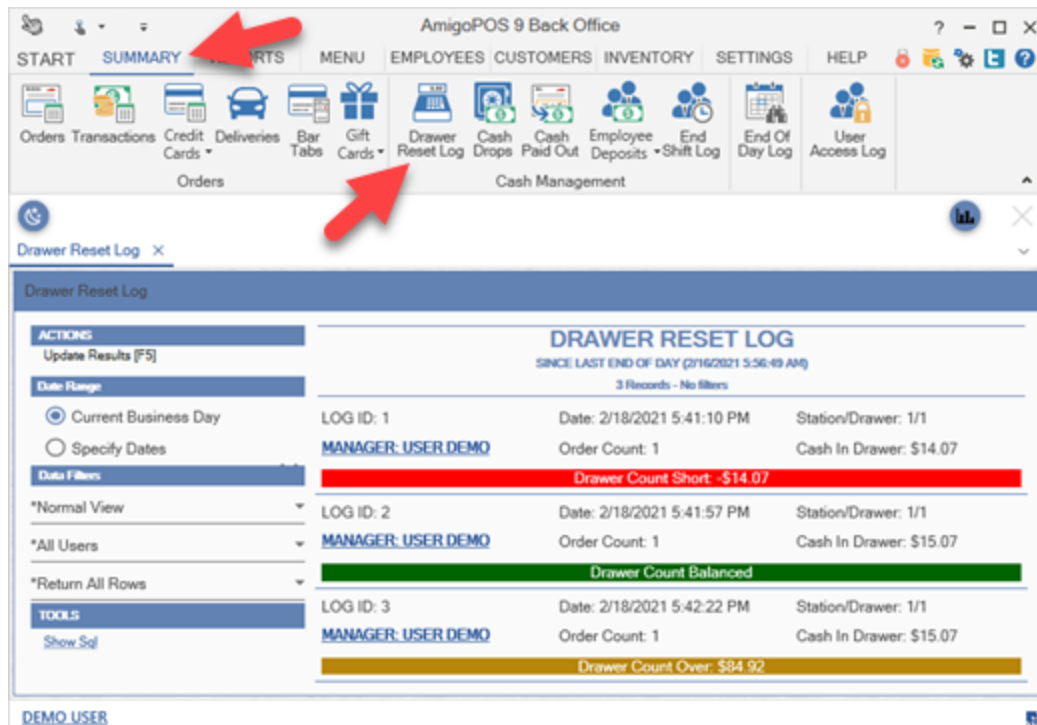 AmigoPOS 9 Back Office
START SUMMARY RTS MENU EMPLOYEES CUSTOMERS INVENTORY SETTINGS HELP
Orders Transactions Credit Cards Deliveries Bar Tabs Gift Cards Drawer Reset Log Cash Drops Cash Paid Out Employee Deposits End Shift Log End Of Day Log User Access Log
Orders Cash Management
Drawer Reset Log
Drawer Reset Log
ACTIONS
Update Results [F5]
Date Range
Current Business Day
Specify Dates
Data Filters
*Normal View
*All Users
*Return All Rows
TOOLS
Show Sql
DRAWER RESET LOG
SINCE LAST END OF DAY (2/16/2021 5:56:49 AM)
3 Records - No filters
LOG ID: 1 Date: 2/18/2021 5:41:10 PM Station/Drawer: 1/1
MANAGER: USER DEMO Order Count: 1 Cash In Drawer: $14.07
Drawer Count Short: -$14.07
LOG ID: 2 Date: 2/18/2021 5:41:57 PM Station/Drawer: 1/1
MANAGER: USER DEMO Order Count: 1 Cash In Drawer: $15.07
Drawer Count Balanced
LOG ID: 3 Date: 2/18/2021 5:42:22 PM Station/Drawer: 1/1
MANAGER: USER DEMO Order Count: 1 Cash In Drawer: $15.07
Drawer Count Over: $84.92
DEMO USER